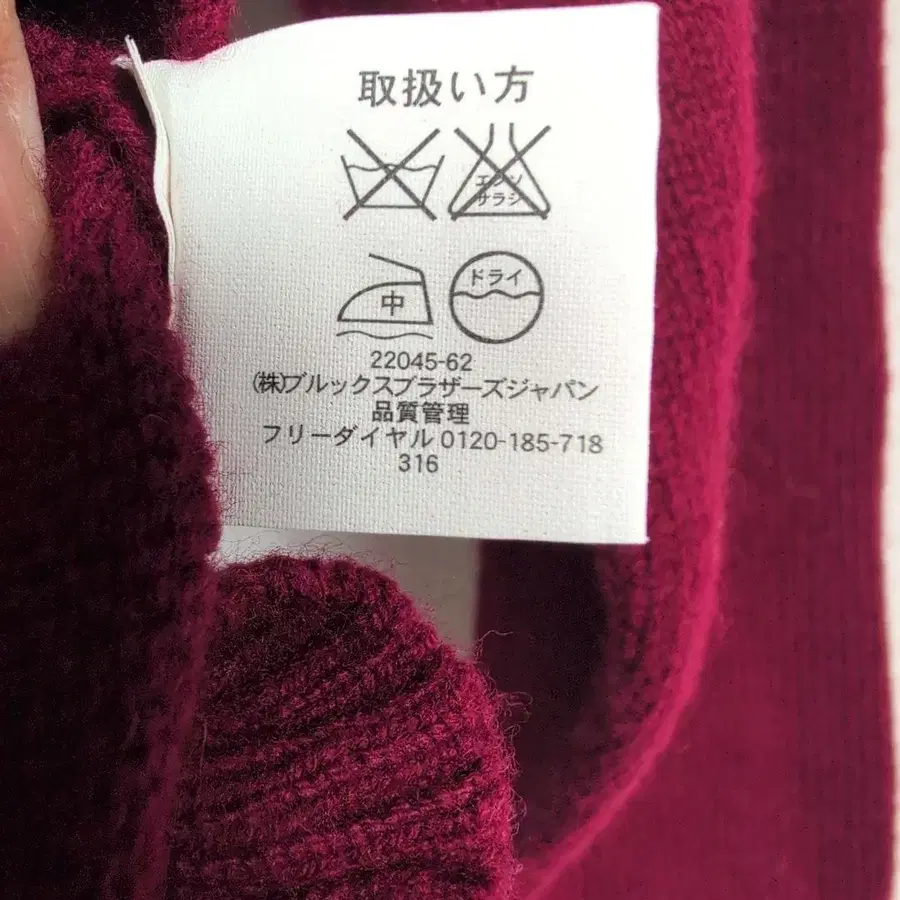 取扱い方
エンソ
サラシ
中
ドライ
22045-62
(株)ブルックスブラザーズジャパン
品質管理
フリーダイヤル 0120-185-718
316